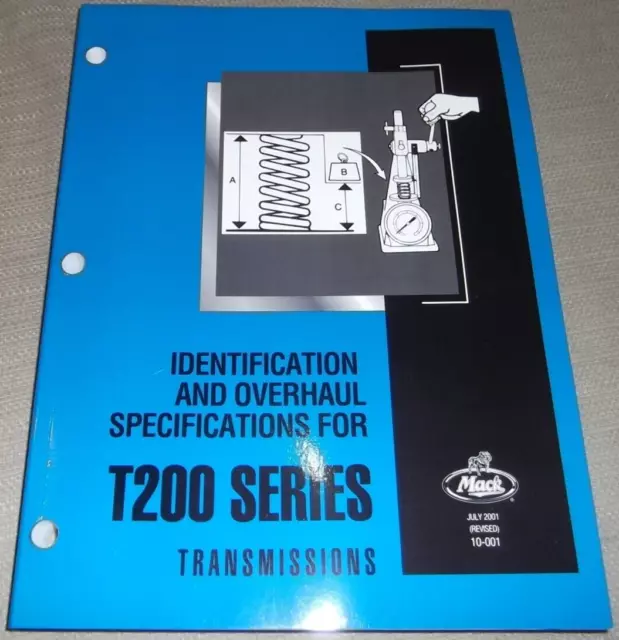 A
B
C
IDENTIFICATION
AND OVERHAUL
SPECIFICATIONS FOR
T200 SERIES
TRANSMISSIONS
Mack
®
JULY 2001
(REVISED)
10-001